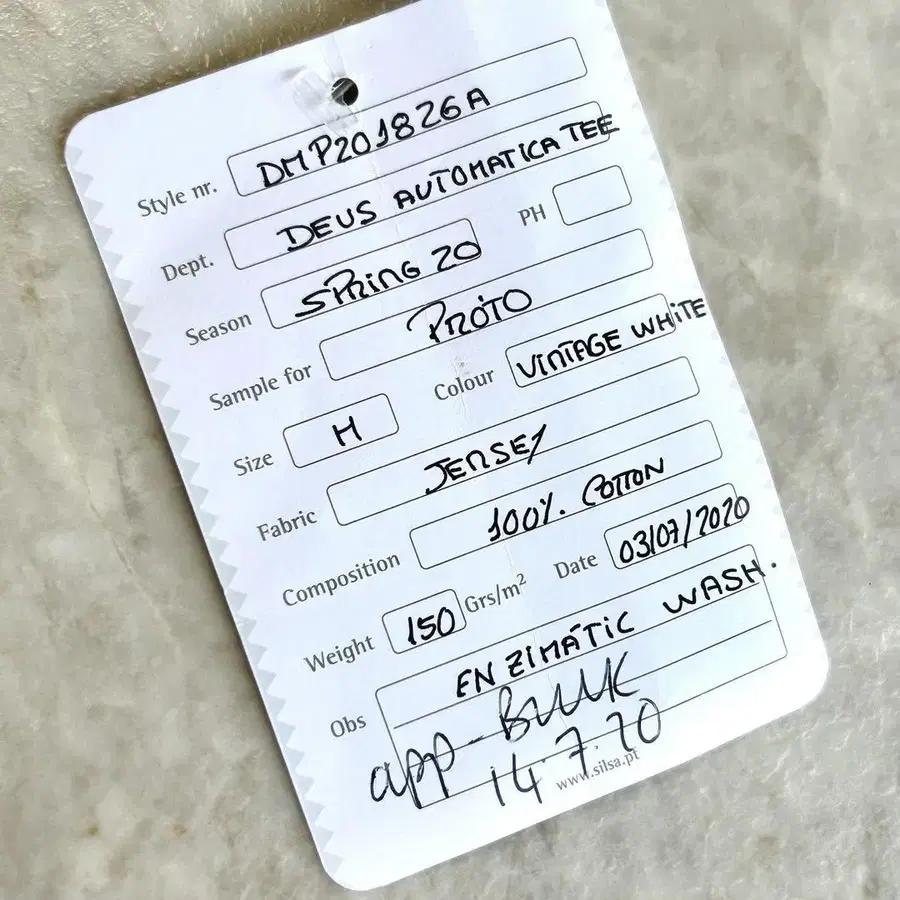 Style nr. DMP201826A
Dept. DEUS AUTOMATICA TEE
Season SPRING 20 PH
Sample for PROTO
Size M Colour VINTAGE WHITE
Fabric JERSEY
Composition 100% COTTON
Weight 150 Grs/m² Date 03/07/2020
Obs ENZIMÁTIC WASH.
app - BULK
14.7.20
www.silsa.pt